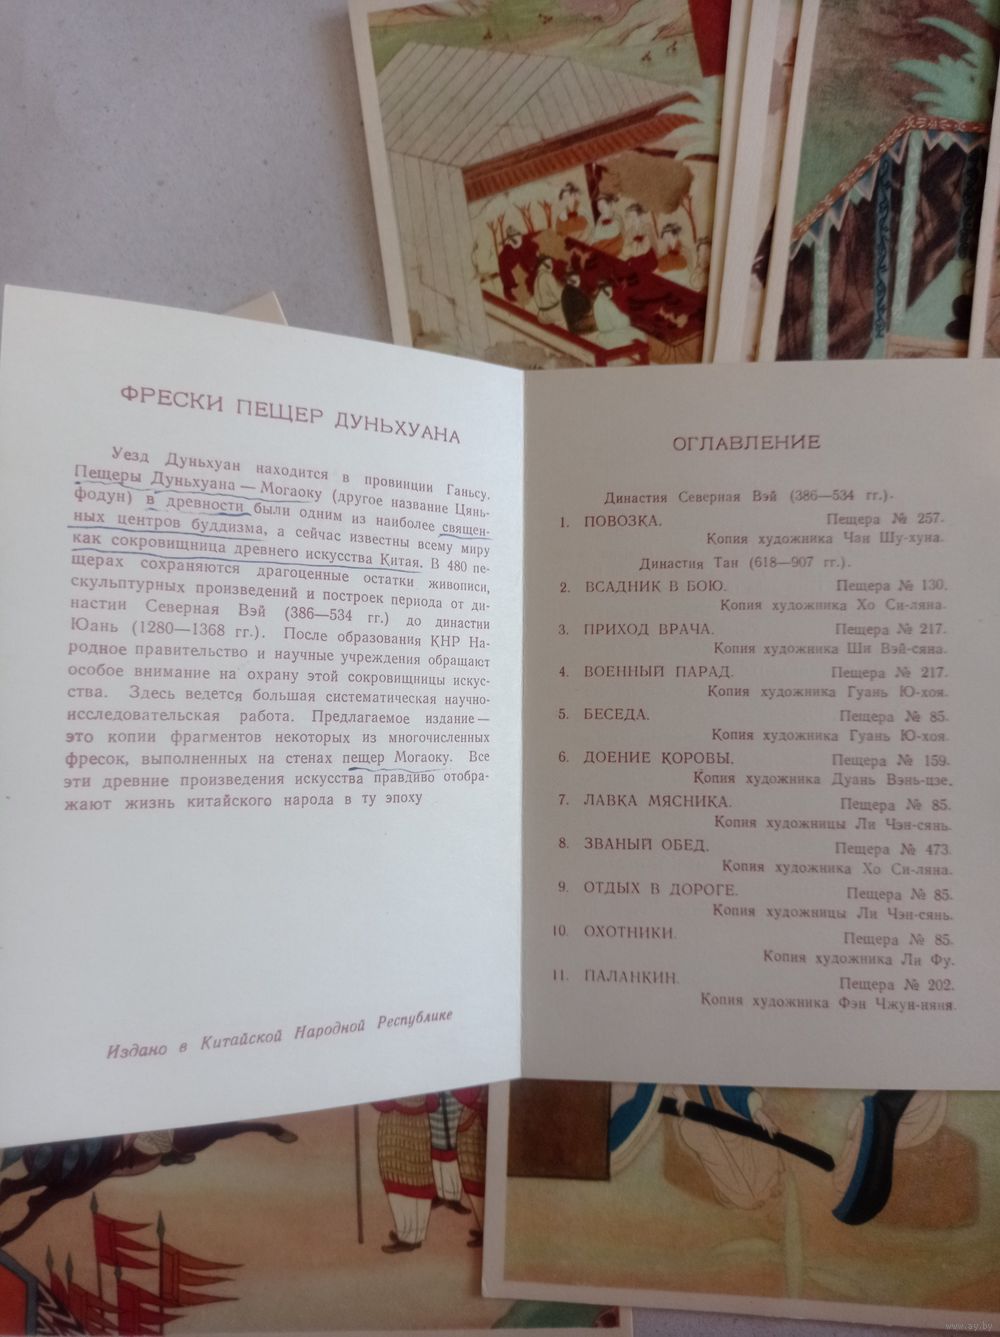 ФРЕСКИ ПЕЩЕР ДУНЬХУАНА
Уезд Дуньхуан находится в провинции Ганьсу.
Пещеры Дуньхуана — Могаоку (другое название Цянь-
фодун) в древности были одним из наиболее священ-
ных центров буддизма, а сейчас известны всему миру
как сокровищница древнего искусства Китая. В 480 пе-
щерах сохраняются драгоценные остатки живописи,
скульптурных произведений и построек периода от ди-
настии Северная Вэй (386—534 гг.) до династии
Юань (1280—1368 гг.). После образования КНР На-
родное правительство и научные учреждения обращают
особое внимание на охрану этой сокровищницы искус-
ства. Здесь ведется большая систематическая научно-
исследовательская работа. Предлагаемое издание —
это копии фрагментов некоторых из многочисленных
фресок, выполненных на стенах пещер Могаоку. Все
эти древние произведения искусства правдиво отобра-
жают жизнь китайского народа в ту эпоху
Издано в Китайской Народной Республике
ОГЛАВЛЕНИЕ
Династия Северная Вэй (386—534 гг.).
1. ПОВОЗКА. Пещера № 257.
Копия художника Чан Шу-хуна.
Династия Тан (618—907 гг.).
2. ВСАДНИК В БОЮ. Пещера № 130.
Копия художника Хо Си-ляна.
3. ПРИХОД ВРАЧА. Пещера № 217.
Копия художника Ши Вэй-сяна.
4. ВОЕННЫЙ ПАРАД. Пещера № 217.
Копия художника Гуань Ю-хоя.
5. БЕСЕДА. Пещера № 85.
Копия художника Гуань Ю-хоя.
6. ДОЕНИЕ КОРОВЫ. Пещера № 159.
Копия художника Дуань Вэнь-цзе.
7. ЛАВКА МЯСНИКА. Пещера № 85.
Копия художницы Ли Чэн-сянь.
8. ЗВАНЫЙ ОБЕД. Пещера № 473.
Копия художника Хо Си-ляна.
9. ОТДЫХ В ДОРОГЕ. Пещера № 85.
Копия художницы Ли Чэн-сянь.
10. ОХОТНИКИ. Пещера № 85.
Копия художника Ли Фу.
11. ПАЛАНКИН. Пещера № 202.
Копия художника Фэн Чжун-няня.
www.ay.by